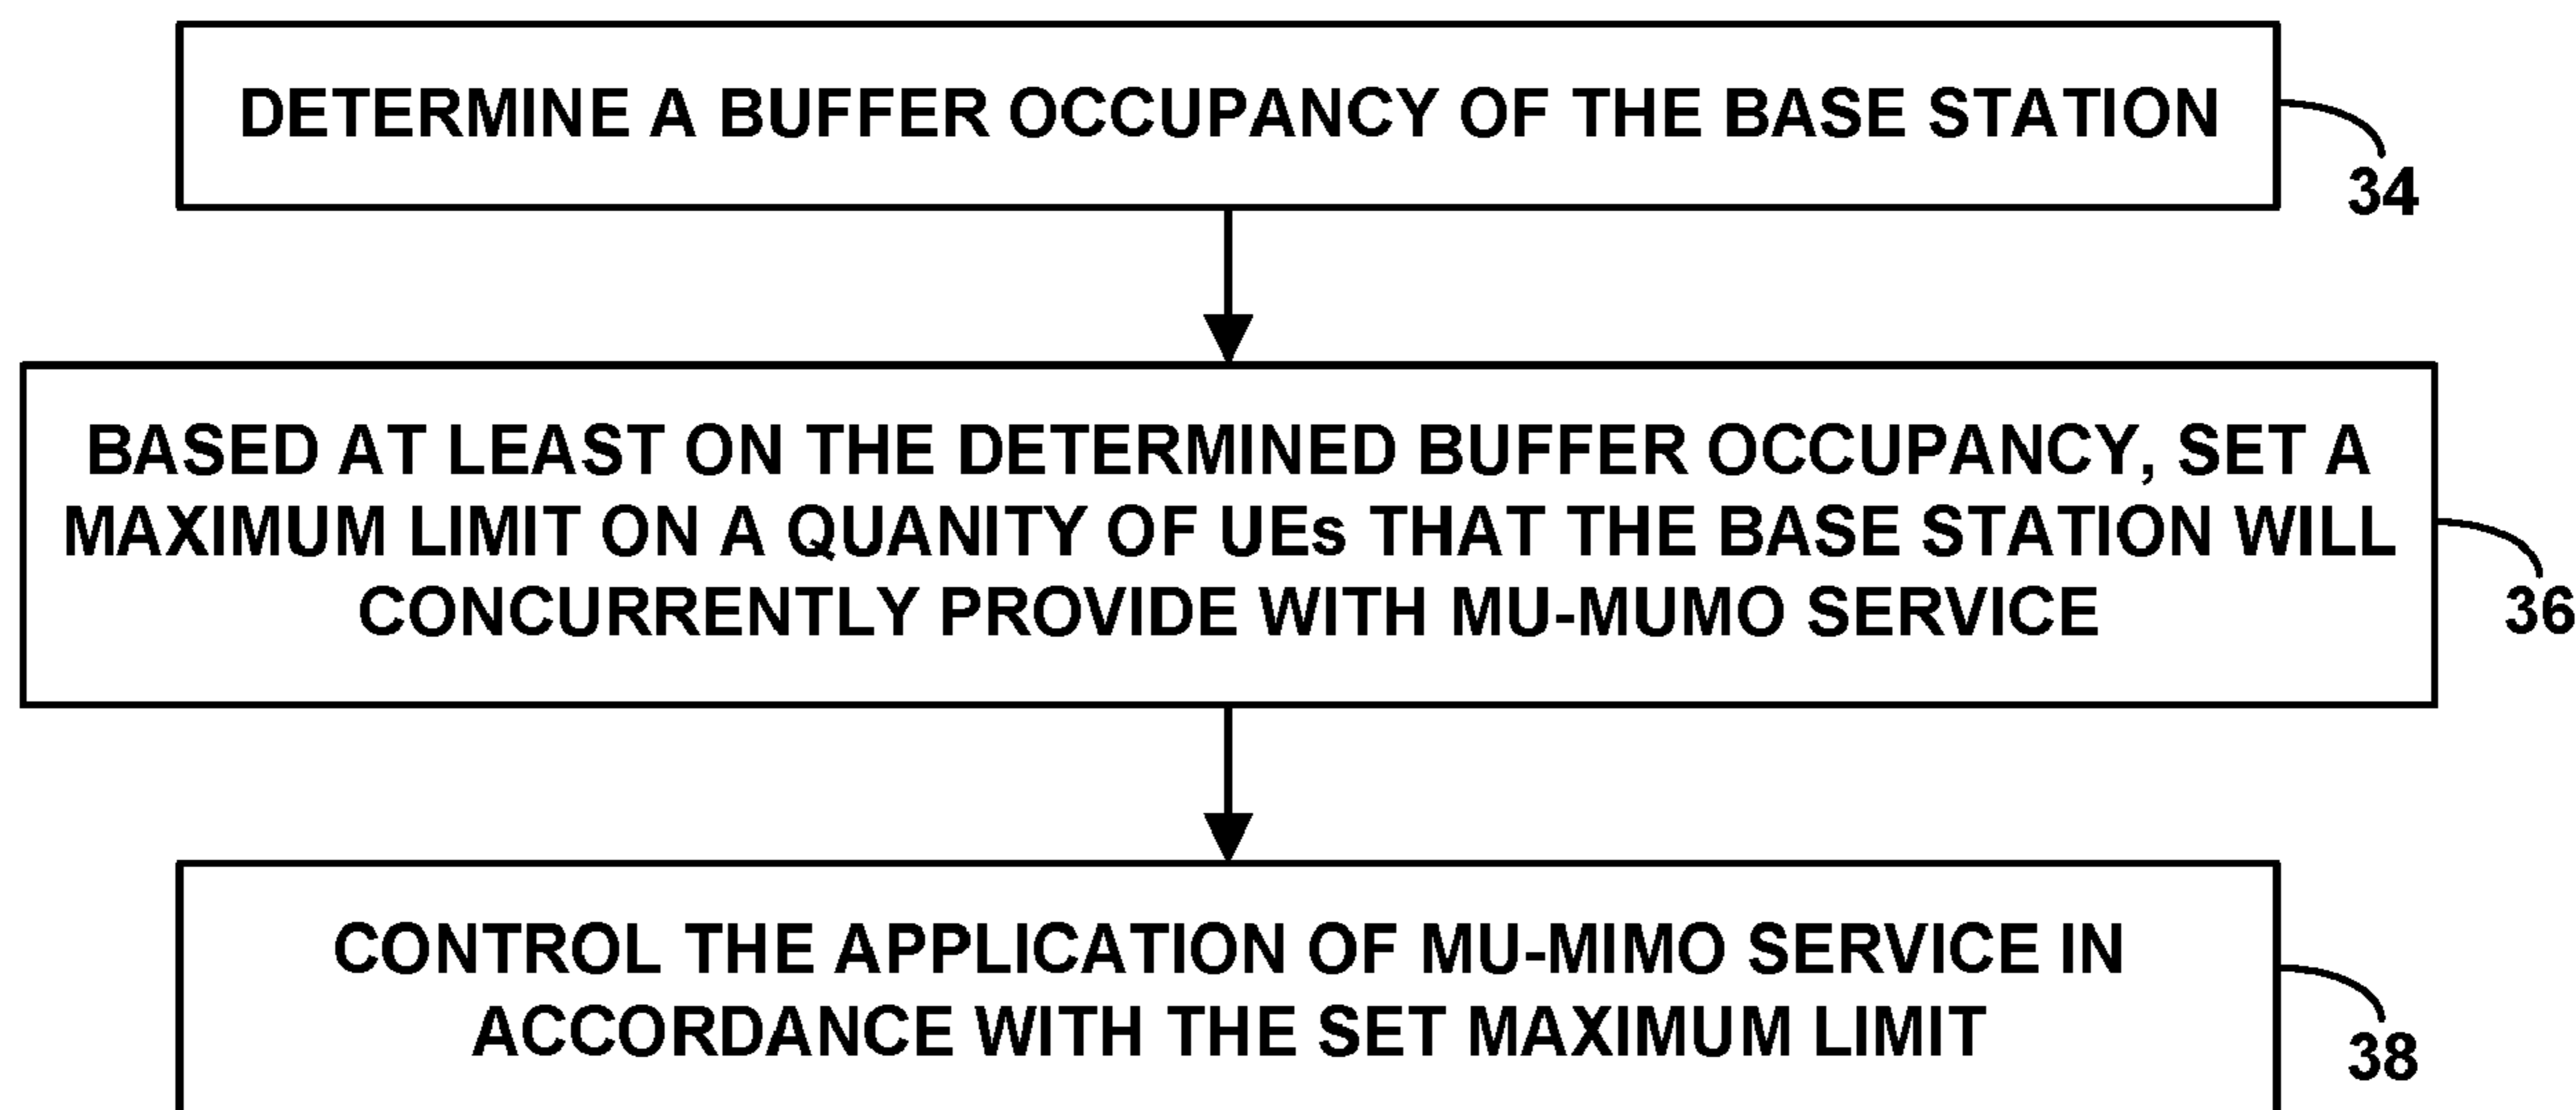 DETERMINE A BUFFER OCCUPANCY OF THE BASE STATION
34
BASED AT LEAST ON THE DETERMINED BUFFER OCCUPANCY, SET A
MAXIMUM LIMIT ON A QUANITY OF UEs THAT THE BASE STATION WILL
CONCURRENTLY PROVIDE WITH MU-MUMO SERVICE
36
CONTROL THE APPLICATION OF MU-MIMO SERVICE IN
ACCORDANCE WITH THE SET MAXIMUM LIMIT
38